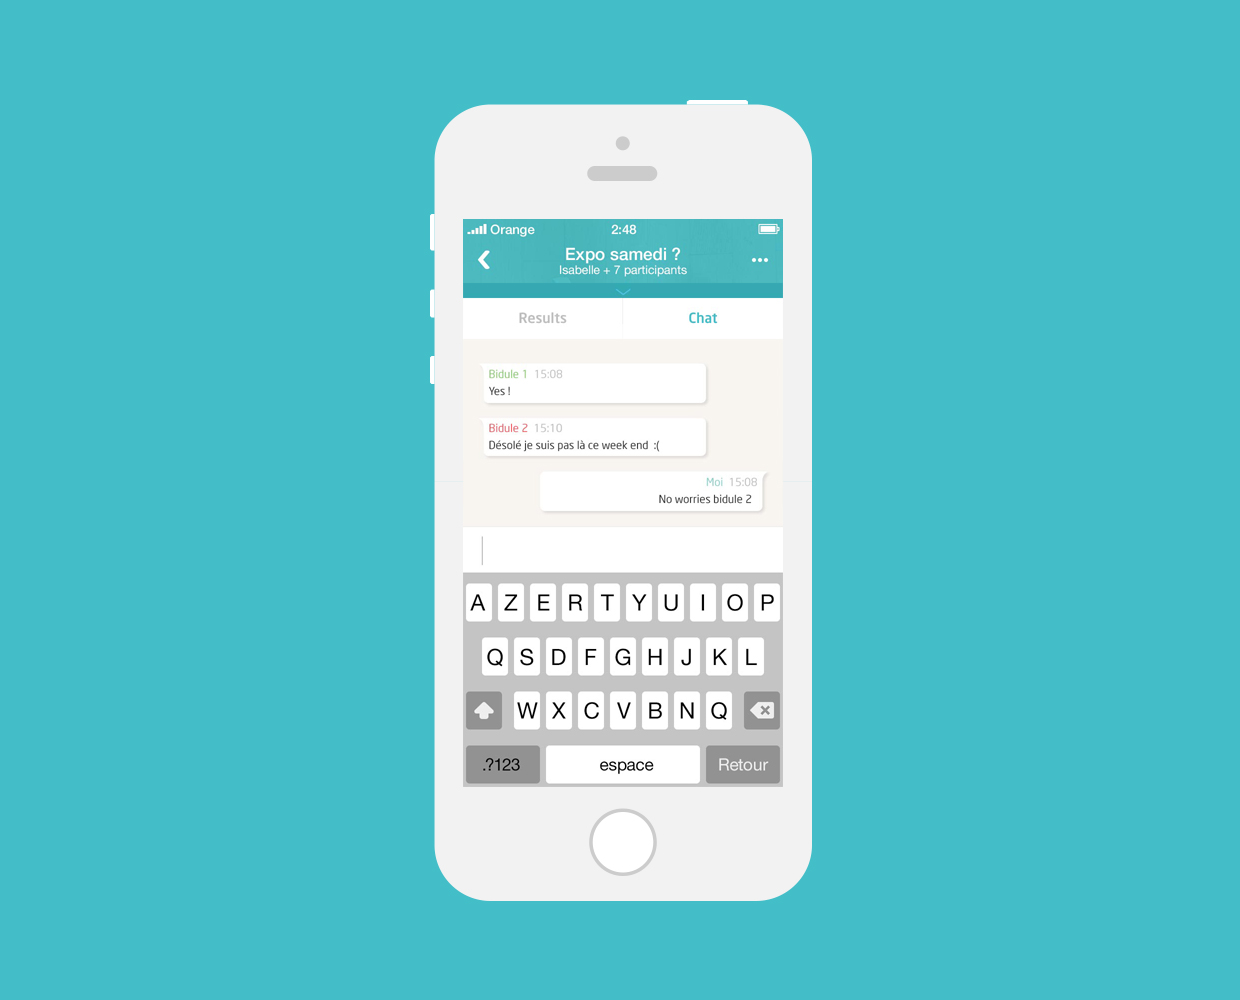 Orange 2:48
Expo samedi ?
Isabelle + 7 participants
•••
Results Chat
Bidule 1 15:08
Yes !
Bidule 2 15:10
Désolé je suis pas là ce week end :(
Moi 15:08
No worries bidule 2
A Z E R T Y U I O P
Q S D F G H J K L
W X C V B N Q
.?123 espace Retour